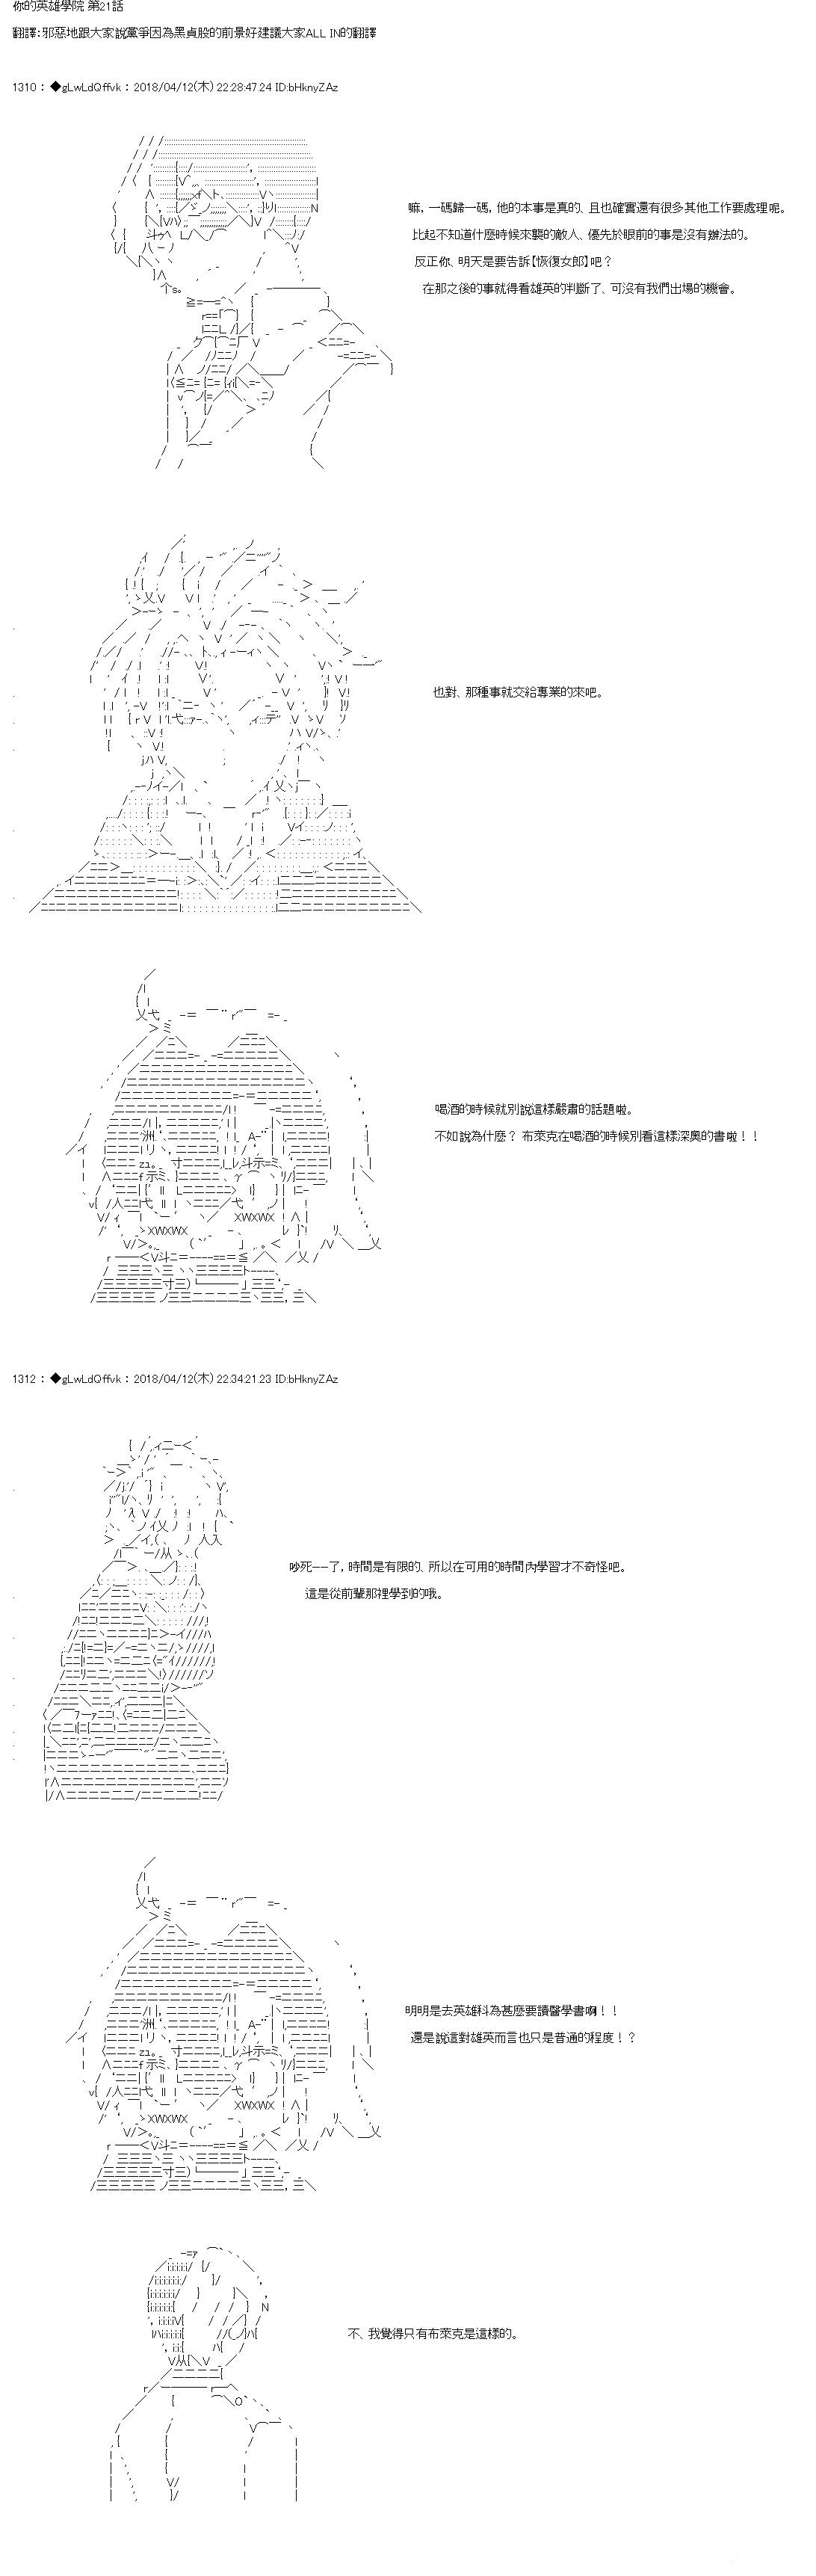 你的英雄學院 第21話
翻譯:邪惡地跟大家說黨爭因為黑貞股的前景好建議大家ALL IN的翻譯
1310 : ◆gLwLdQffvk : 2018/04/12(木) 22:28:47.24 ID:bHknyZAz
嘛，一碼歸一碼，他的本事是真的、且也確實還有很多其他工作要處理呢。
比起不知道什麼時候來襲的敵人、優先於眼前的事是沒有辦法的。
反正你、明天是要告訴【恢復女郎】吧？
在那之後的事就得看雄英的判斷了、可沒有我們出場的機會。
也對、那種事就交給專業的來吧。
喝酒的時候就別說這樣嚴肅的話題啦。
不如說為什麼？ 布萊克在喝酒的時候別看這樣深奧的書啦！！
1312 : ◆gLwLdQffvk : 2018/04/12(木) 22:34:21.23 ID:bHknyZAz
吵死──了，時間是有限的、所以在可用的時間內學習才不奇怪吧。
這是從前輩那裡學到的哦。
明明是去英雄科為甚麼要讀醫學書啊！！
還是說這對雄英而言也只是普通的程度！？
不、我覺得只有布萊克是這樣的。